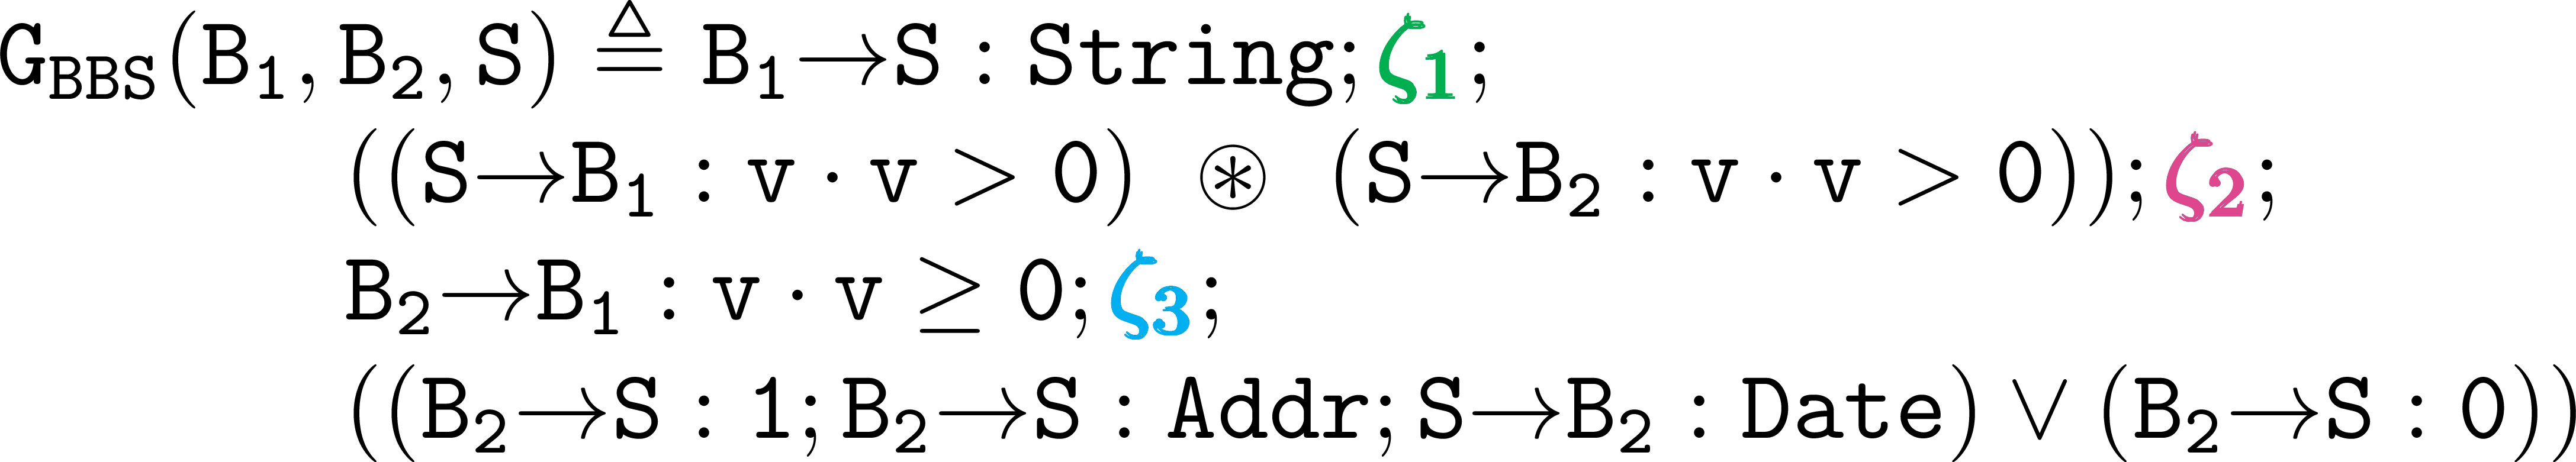 G_BBS(B₁, B₂, S) ≜ B₁→S : String; ζ₁;
((S→B₁ : v · v > 0) ⊛ (S→B₂ : v · v > 0)); ζ₂;
B₂→B₁ : v · v ≥ 0; ζ₃;
((B₂→S : 1; B₂→S : Addr; S→B₂ : Date) ∨ (B₂→S : 0))